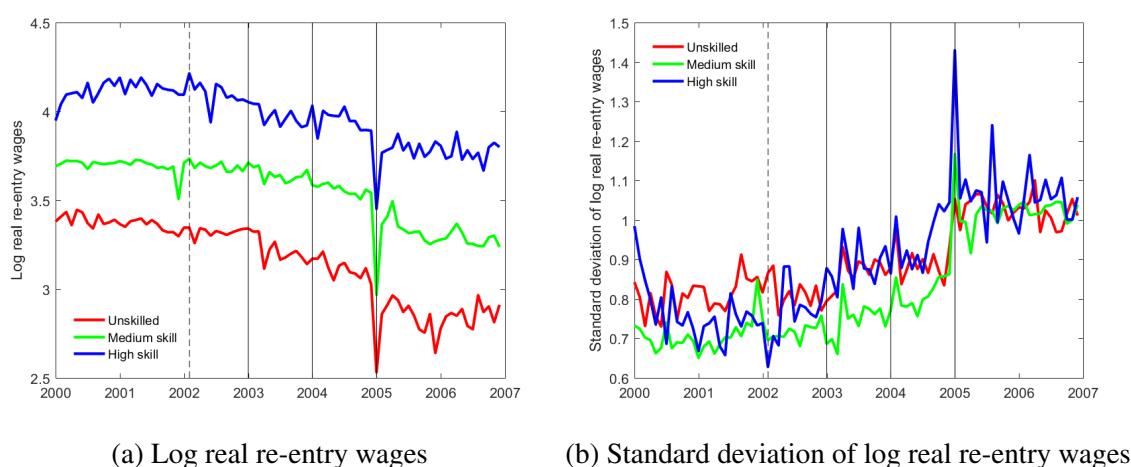 4.5
4
3.5
3
2.5
Log real re-entry wages
Unskilled
Medium skill
High skill
2000 2001 2002 2003 2004 2005 2006 2007
(a) Log real re-entry wages
1.5
1.4
1.3
1.2
1.1
1
0.9
0.8
0.7
0.6
Standard deviation of log real re-entry wages
Unskilled
Medium skill
High skill
2000 2001 2002 2003 2004 2005 2006 2007
(b) Standard deviation of log real re-entry wages